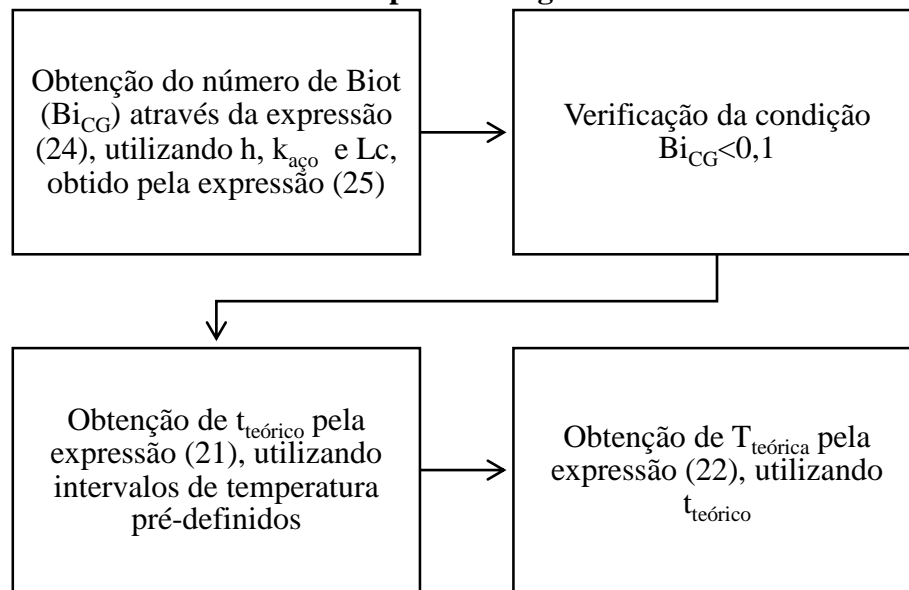 Obtenção do número de Biot
(Bi_CG) através da expressão
(24), utilizando h, k_aço e Lc,
obtido pela expressão (25)
Verificação da condição
Bi_CG<0,1
Obtenção de t_teórico pela
expressão (21), utilizando
intervalos de temperatura
pré-definidos
Obtenção de T_teórica pela
expressão (22), utilizando
t_teórico